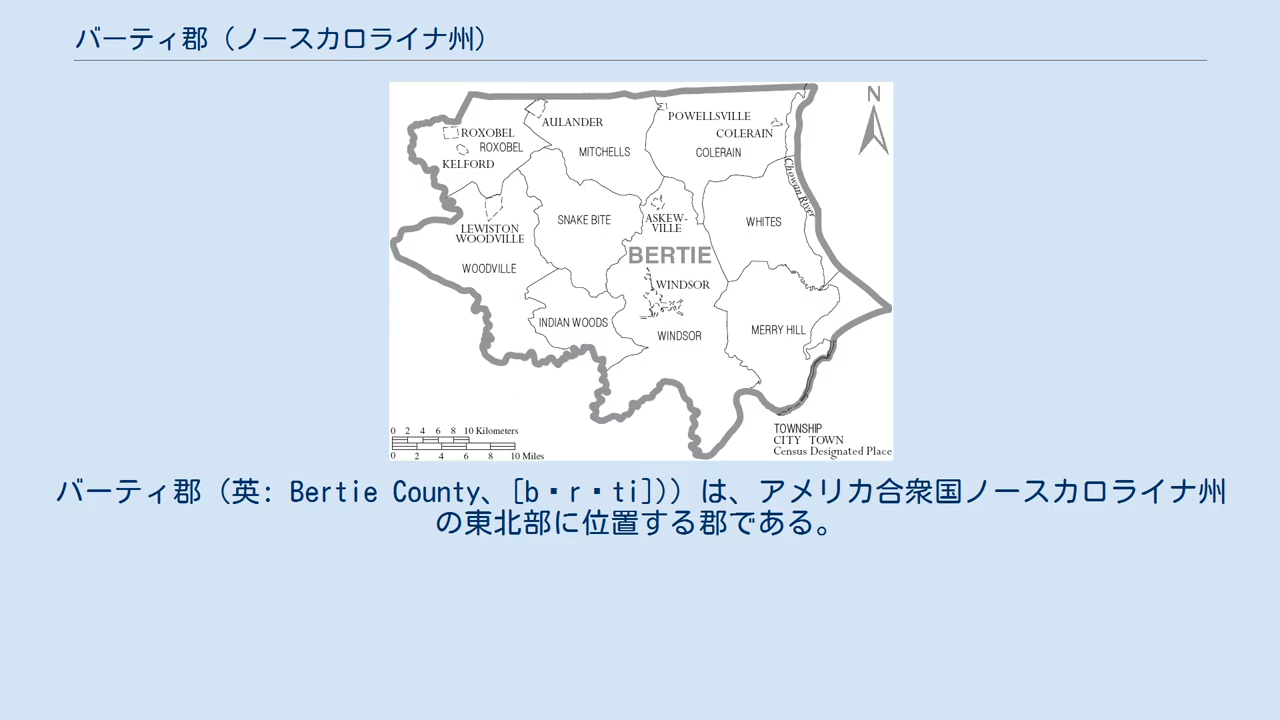 バーティ郡（ノースカロライナ州）
N
POWELLSVILLE
AULANDER
ROXOBEL
COLERAIN
ROXOBEL
MITCHELLS
COLERAIN
KELFORD
Chowan River
ASKEW-
VILLE
SNAKE BITE
WHITES
LEWISTON
WOODVILLE
BERTIE
WOODVILLE
WINDSOR
INDIAN WOODS
MERRY HILL
WINDSOR
TOWNSHIP
CITY TOWN
Census Designated Place
0 2 4 6 8 10 Kilometers
0 2 4 6 8 10 Miles
バーティ郡（英: Bertie County、[b・r・ti]））は、アメリカ合衆国ノースカロライナ州
の東北部に位置する郡である。